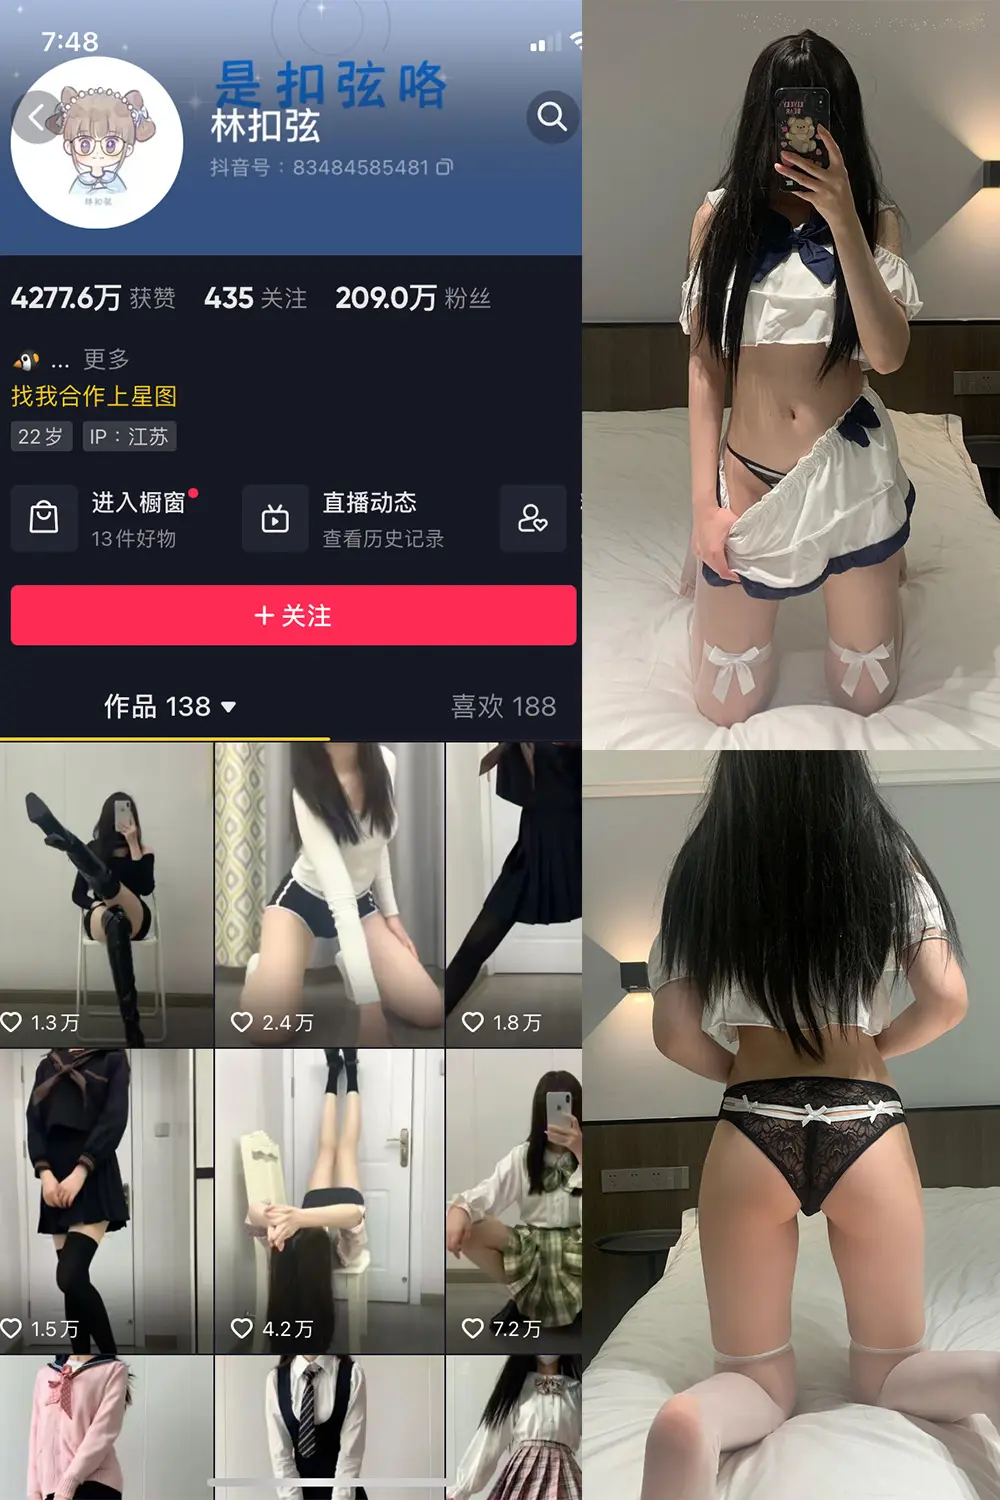 7:48
是扣弦咯
林扣弦
抖音号：83484585481
林扣弦
4277.6万 获赞 435 关注 209.0万 粉丝
... 更多
找我合作上星图
22岁 IP：江苏
进入橱窗
13件好物
直播动态
查看历史记录
+ 关注
作品 138 喜欢 188
1.3万 2.4万 1.8万
1.5万 4.2万 7.2万